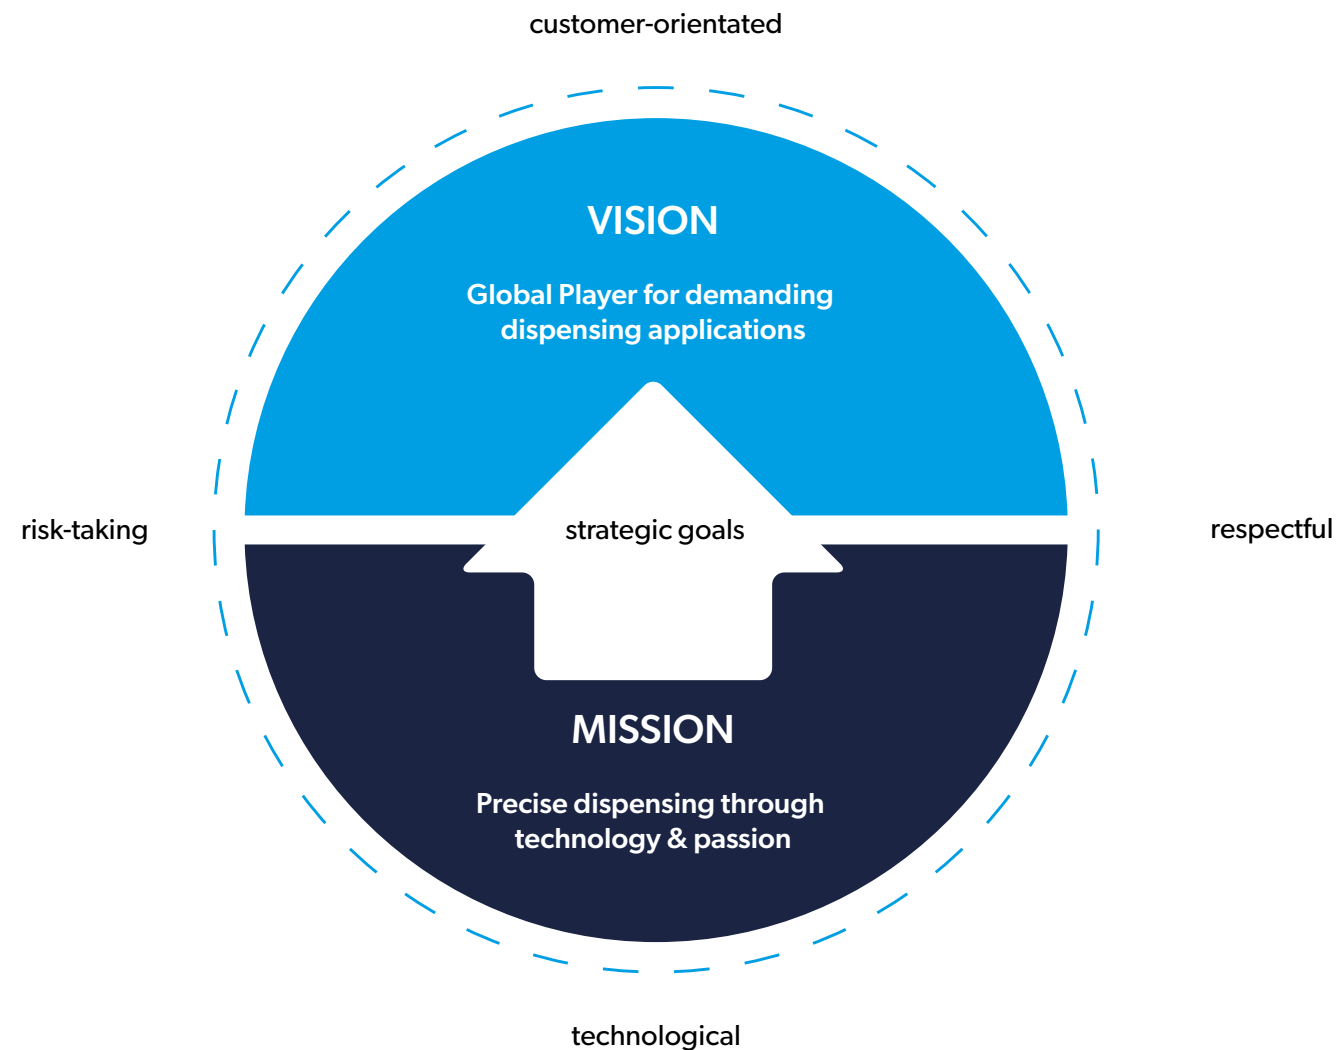 customer-orientated
VISION
Global Player for demanding
dispensing applications
risk-taking
strategic goals
respectful
MISSION
Precise dispensing through
technology & passion
technological